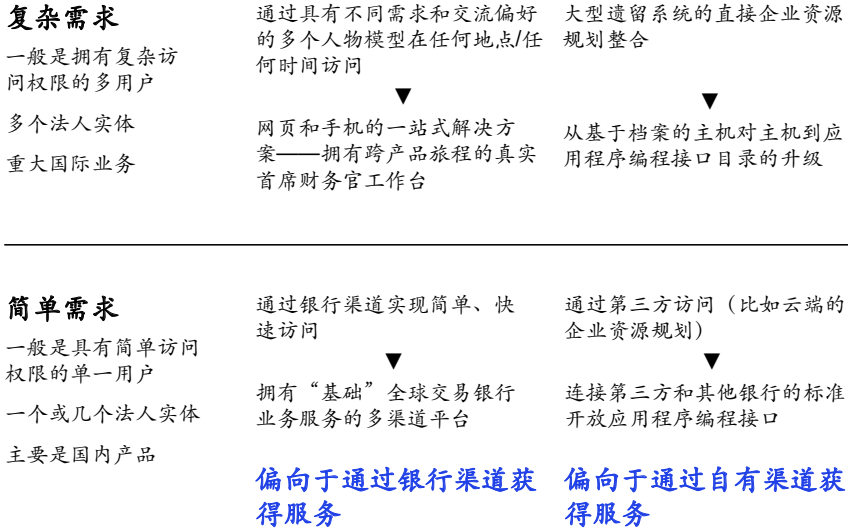 复杂需求
一般是拥有复杂访
问权限的多用户
多个法人实体
重大国际业务
通过具有不同需求和交流偏好
的多个人物模型在任何地点/任
何时间访问
▼
网页和手机的一站式解决方
案——拥有跨产品旅程的真实
首席财务官工作台
大型遗留系统的直接企业资源
规划整合
▼
从基于档案的主机对主机到应
用程序编程接口目录的升级
简单需求
一般是具有简单访问
权限的单一用户
一个或几个法人实体
主要是国内产品
通过银行渠道实现简单、快
速访问
▼
拥有“基础”全球交易银行
业务服务的多渠道平台
偏向于通过银行渠道获
得服务
通过第三方访问（比如云端的
企业资源规划）
▼
连接第三方和其他银行的标准
开放应用程序编程接口
偏向于通过自有渠道获
得服务